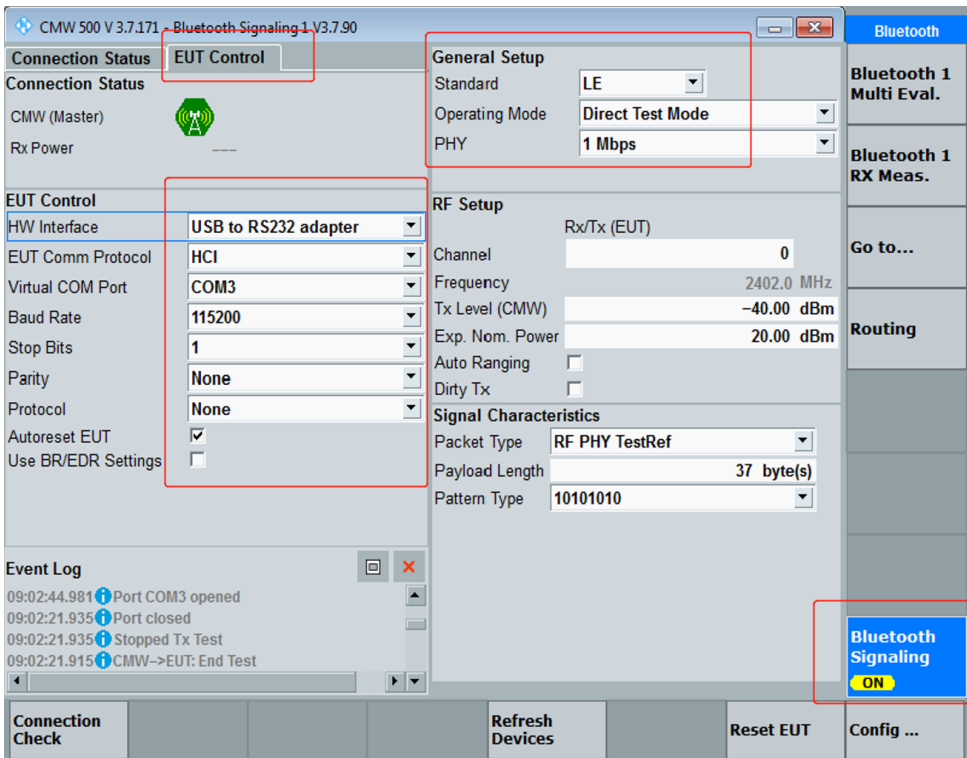 CMW 500 V 3.7.171 - Bluetooth Signaling 1 V3.7.90
Connection Status
EUT Control
Connection Status
CMW (Master)
Rx Power
---
EUT Control
HW Interface USB to RS232 adapter
EUT Comm Protocol HCI
Virtual COM Port COM3
Baud Rate 115200
Stop Bits 1
Parity None
Protocol None
Autoreset EUT
Use BR/EDR Settings
Event Log
09:02:44.981 Port COM3 opened
09:02:21.935 Port closed
09:02:21.935 Stopped Tx Test
09:02:21.915 CMW->EUT: End Test
General Setup
Standard LE
Operating Mode Direct Test Mode
PHY 1 Mbps
RF Setup
Rx/Tx (EUT)
Channel 0
Frequency 2402.0 MHz
Tx Level (CMW) -40.00 dBm
Exp. Nom. Power 20.00 dBm
Auto Ranging
Dirty Tx
Signal Characteristics
Packet Type RF PHY TestRef
Payload Length 37 byte(s)
Pattern Type 10101010
Bluetooth
Bluetooth 1
Multi Eval.
Bluetooth 1
RX Meas.
Go to...
Routing
Bluetooth
Signaling
ON
Connection
Check
Refresh
Devices
Reset EUT
Config ...